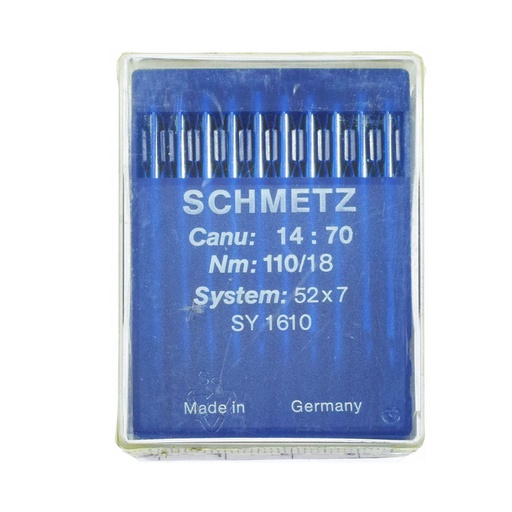 SCHMETZ
Canu: 14 : 70
Nm: 110/18
System: 52 x 7
SY 1610
Made in Germany